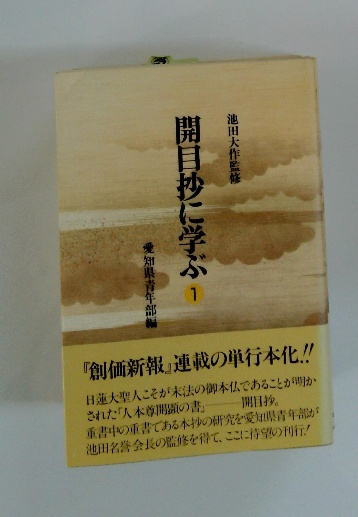 池田大作監修
開目抄に学ぶ
1
愛知県青年部編
『創価新報』連載の単行本化!!
日蓮大聖人こそが末法の御本仏であることが明か
された「人本尊開顕の書」――開目抄。
重書中の重書である本抄の研究を愛知県青年部が
池田名誉会長の監修を得て、ここに待望の刊行!